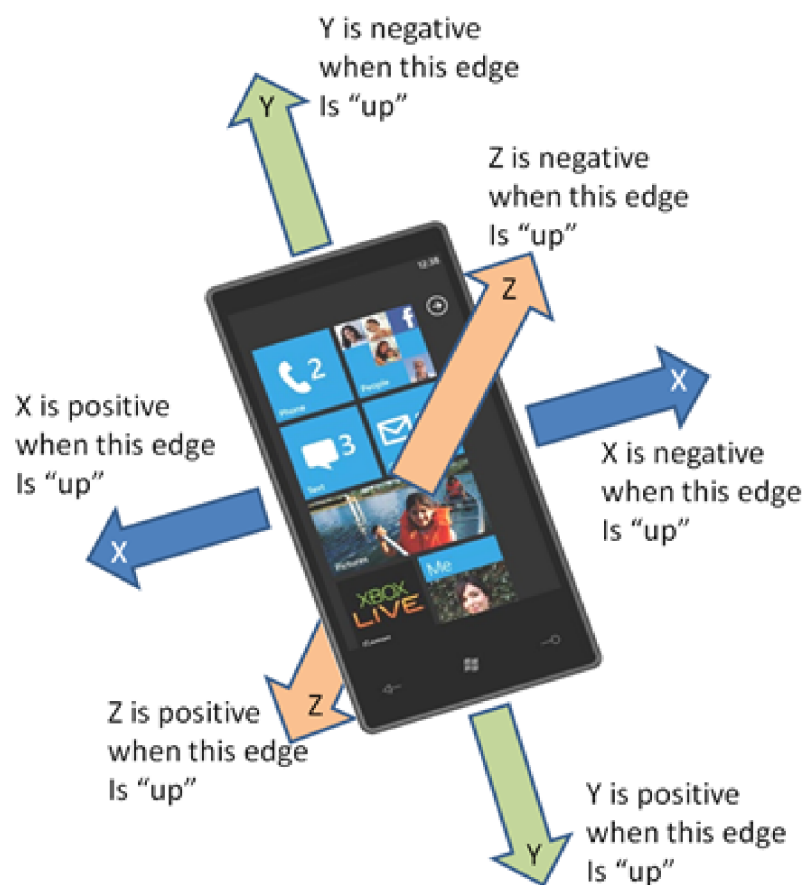 Y is negative
when this edge
Is “up”
Y
Z is negative
when this edge
Is “up”
Z
12:38
f
2
People
Phone
X
X is positive
when this edge
Is “up”
3
Text
X is negative
when this edge
Is “up”
X
Pictures
Me
XBOX
LIVE
Z is positive
when this edge
Is “up”
Z
Y is positive
when this edge
Is “up”
Y